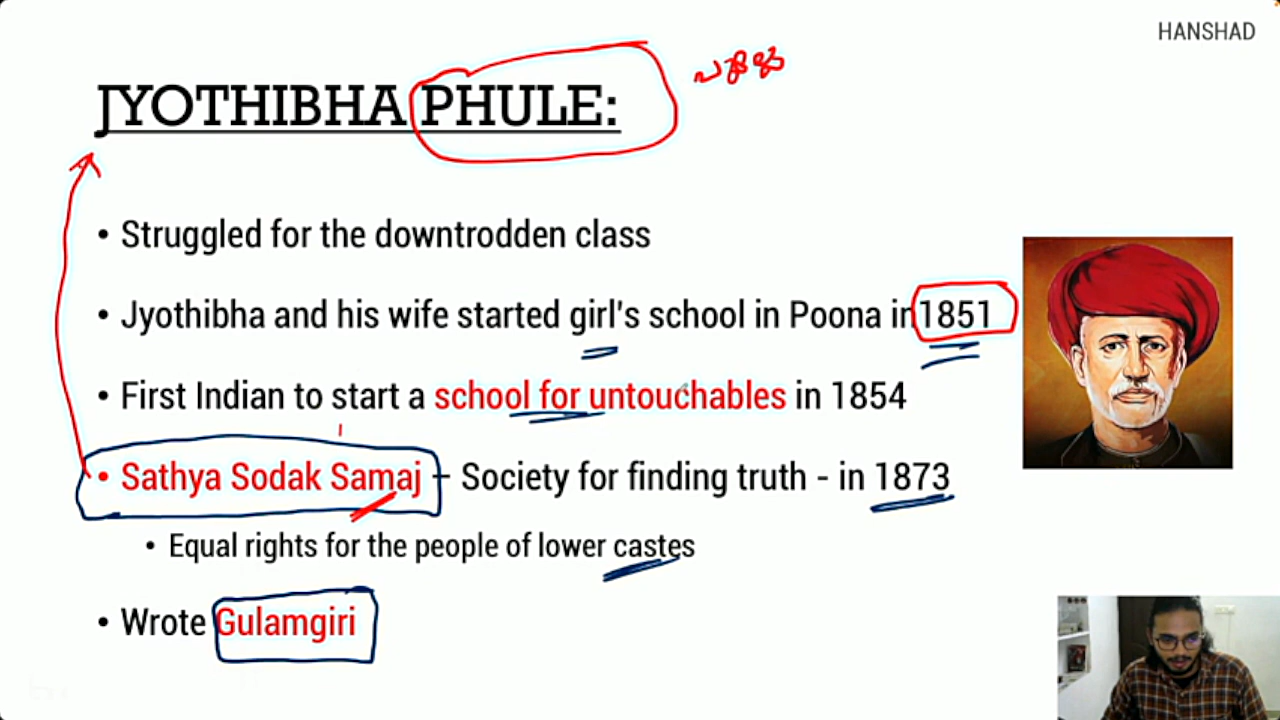 HANSHAD
JYOTHIBHA PHULE:
• Struggled for the downtrodden class
• Jyothibha and his wife started girl's school in Poona in 1851
• First Indian to start a school for untouchables in 1854
• Sathya Sodak Samaj - Society for finding truth - in 1873
• Equal rights for the people of lower castes
• Wrote Gulamgiri